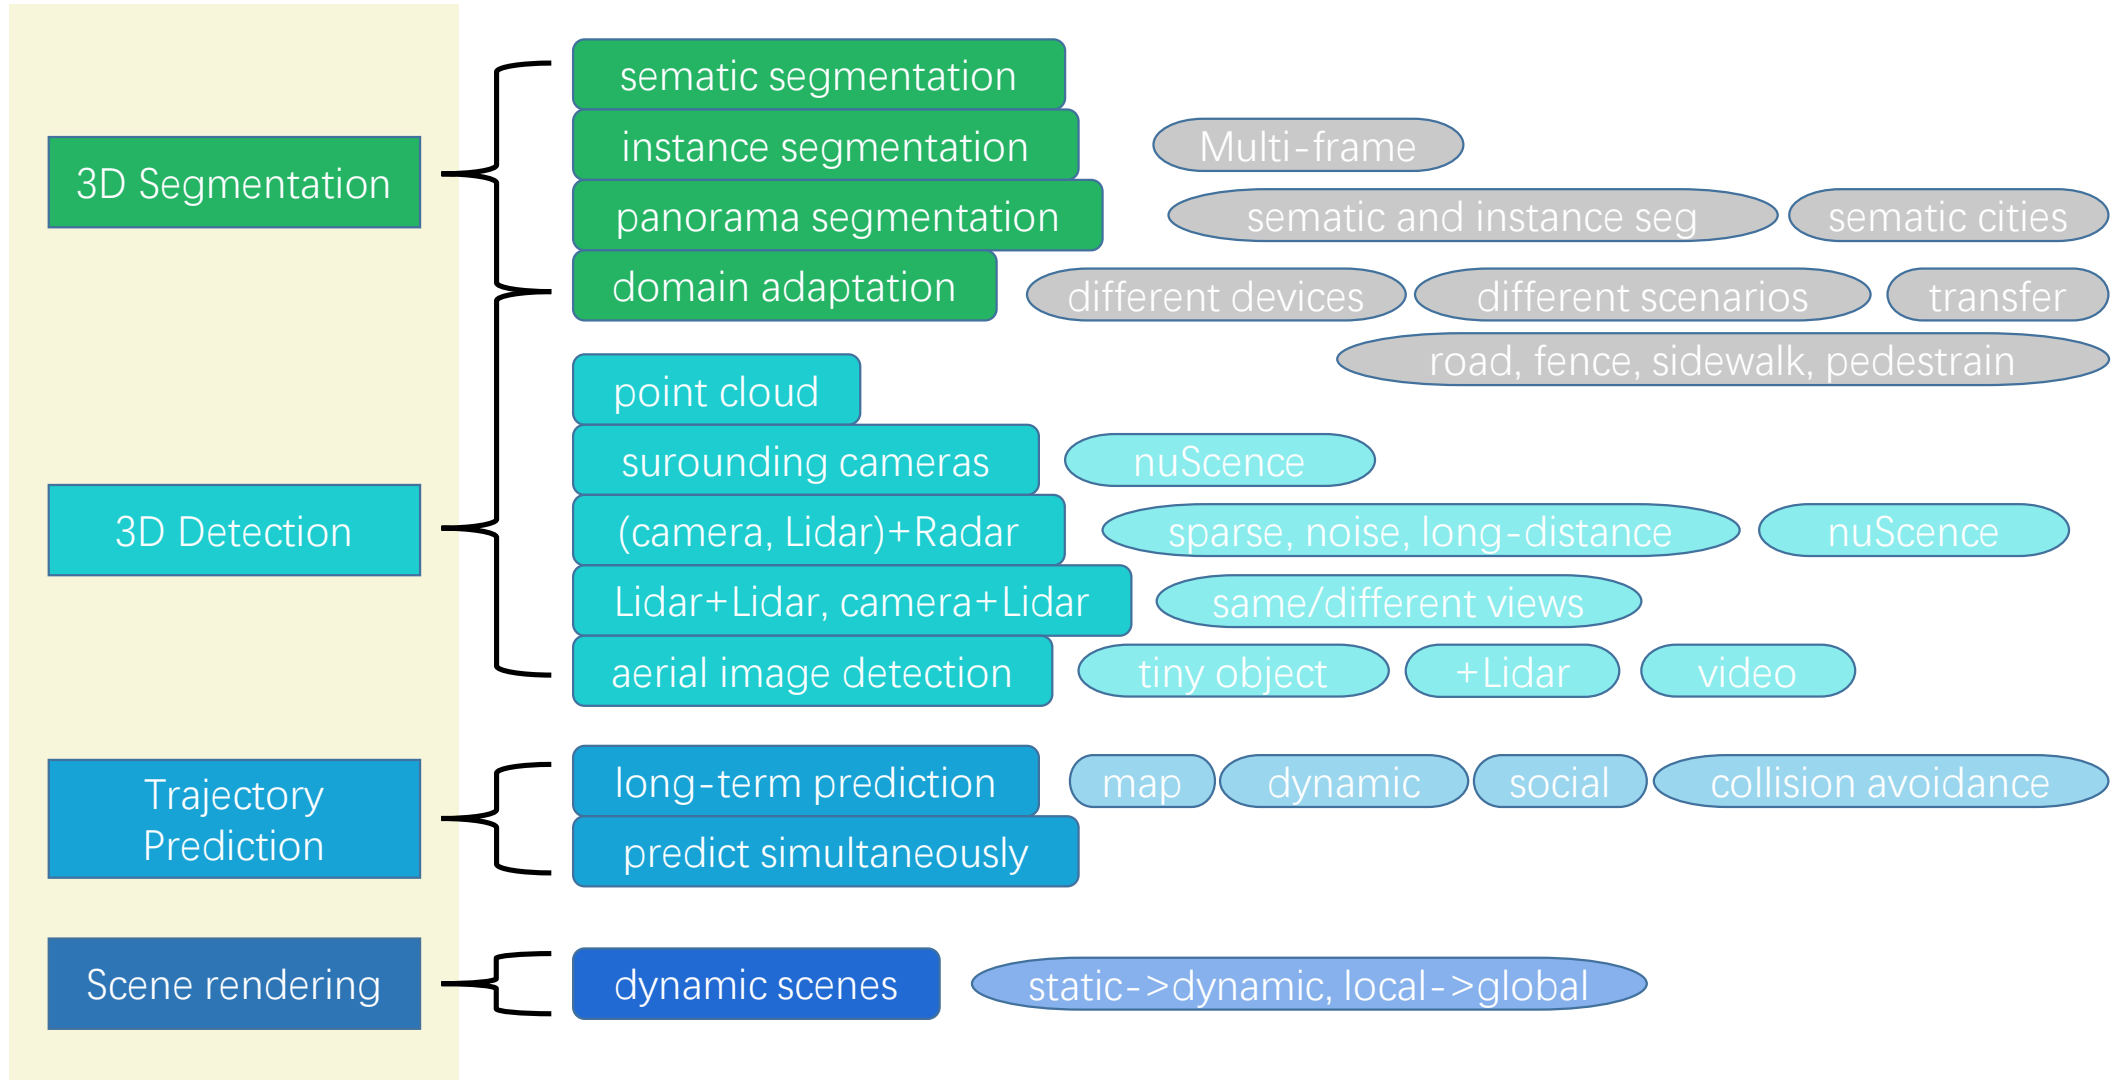 3D Segmentation
sematic segmentation
instance segmentation
Multi-frame
panorama segmentation
sematic and instance seg
sematic cities
domain adaptation
different devices
different scenarios
transfer
road, fence, sidewalk, pedestrain
3D Detection
point cloud
surounding cameras
nuScence
(camera, Lidar)+Radar
sparse, noise, long-distance
nuScence
Lidar+Lidar, camera+Lidar
same/different views
aerial image detection
tiny object
+Lidar
video
Trajectory
Prediction
long-term prediction
map
dynamic
social
collision avoidance
predict simultaneously
Scene rendering
dynamic scenes
static->dynamic, local->global